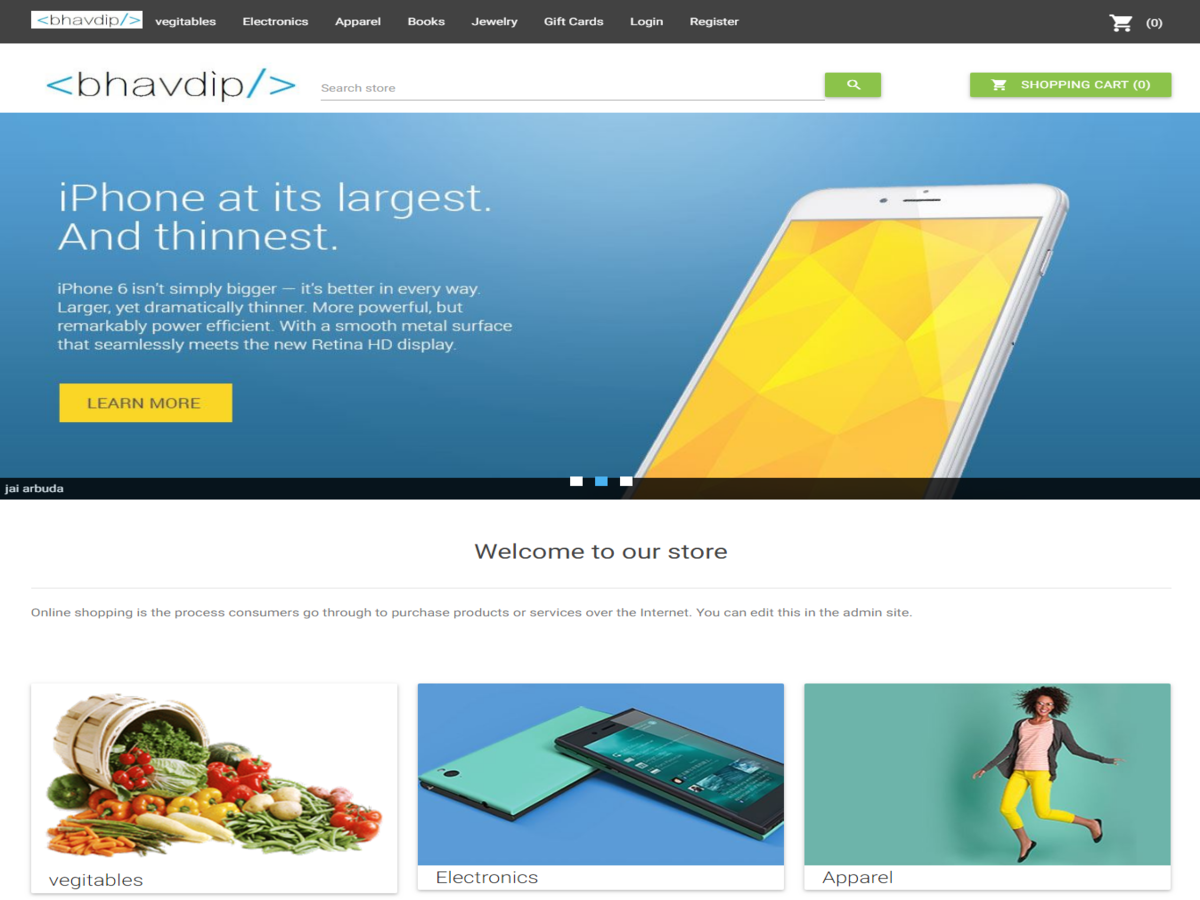 <bhavdip/> vegitables Electronics Apparel Books Jewelry Gift Cards Login Register (0)
<bhavdip/> Search store SHOPPING CART (0)
iPhone at its largest.
And thinnest.
iPhone 6 isn't simply bigger — it's better in every way.
Larger, yet dramatically thinner. More powerful, but
remarkably power efficient. With a smooth metal surface
that seamlessly meets the new Retina HD display.
LEARN MORE
jai arbuda
Welcome to our store
Online shopping is the process consumers go through to purchase products or services over the Internet. You can edit this in the admin site.
vegitables
Electronics
Apparel